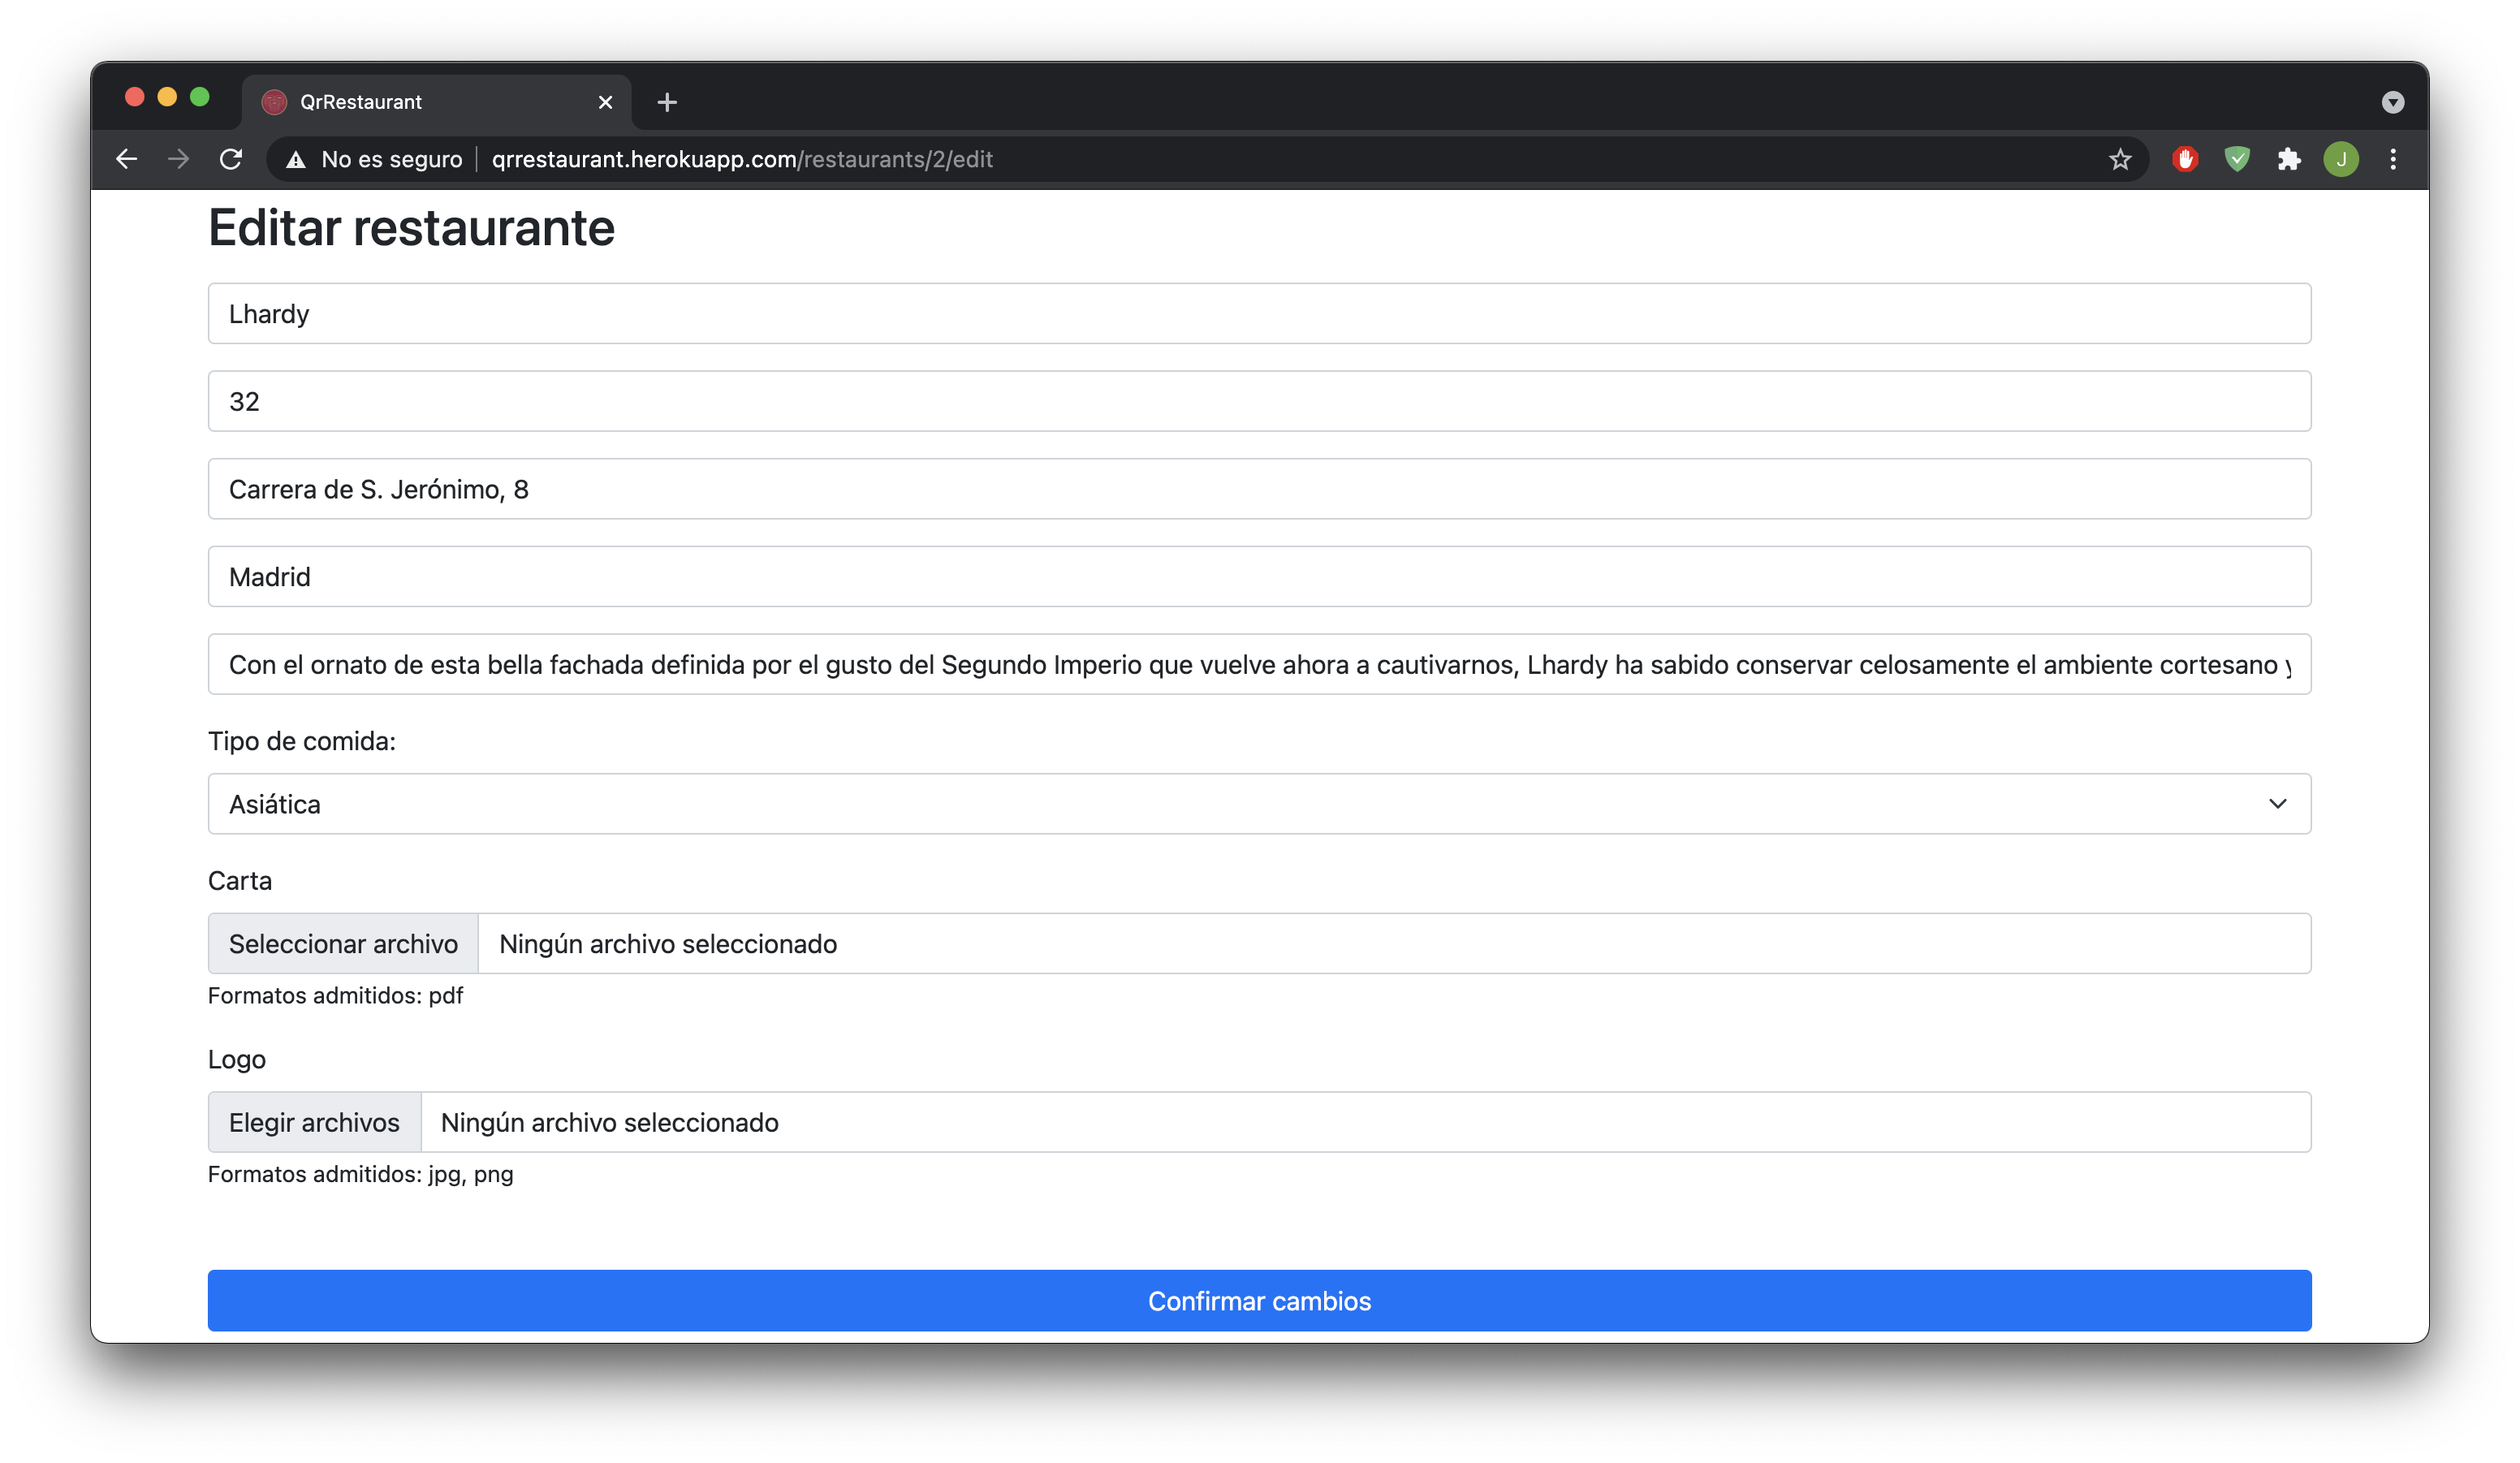 QrRestaurant
No es seguro | qrrestaurant.herokuapp.com/restaurants/2/edit
J
Editar restaurante
Lhardy
32
Carrera de S. Jerónimo, 8
Madrid
Con el ornato de esta bella fachada definida por el gusto del Segundo Imperio que vuelve ahora a cautivarnos, Lhardy ha sabido conservar celosamente el ambiente cortesano y
Tipo de comida:
Asiática
Carta
Seleccionar archivo Ningún archivo seleccionado
Formatos admitidos: pdf
Logo
Elegir archivos Ningún archivo seleccionado
Formatos admitidos: jpg, png
Confirmar cambios